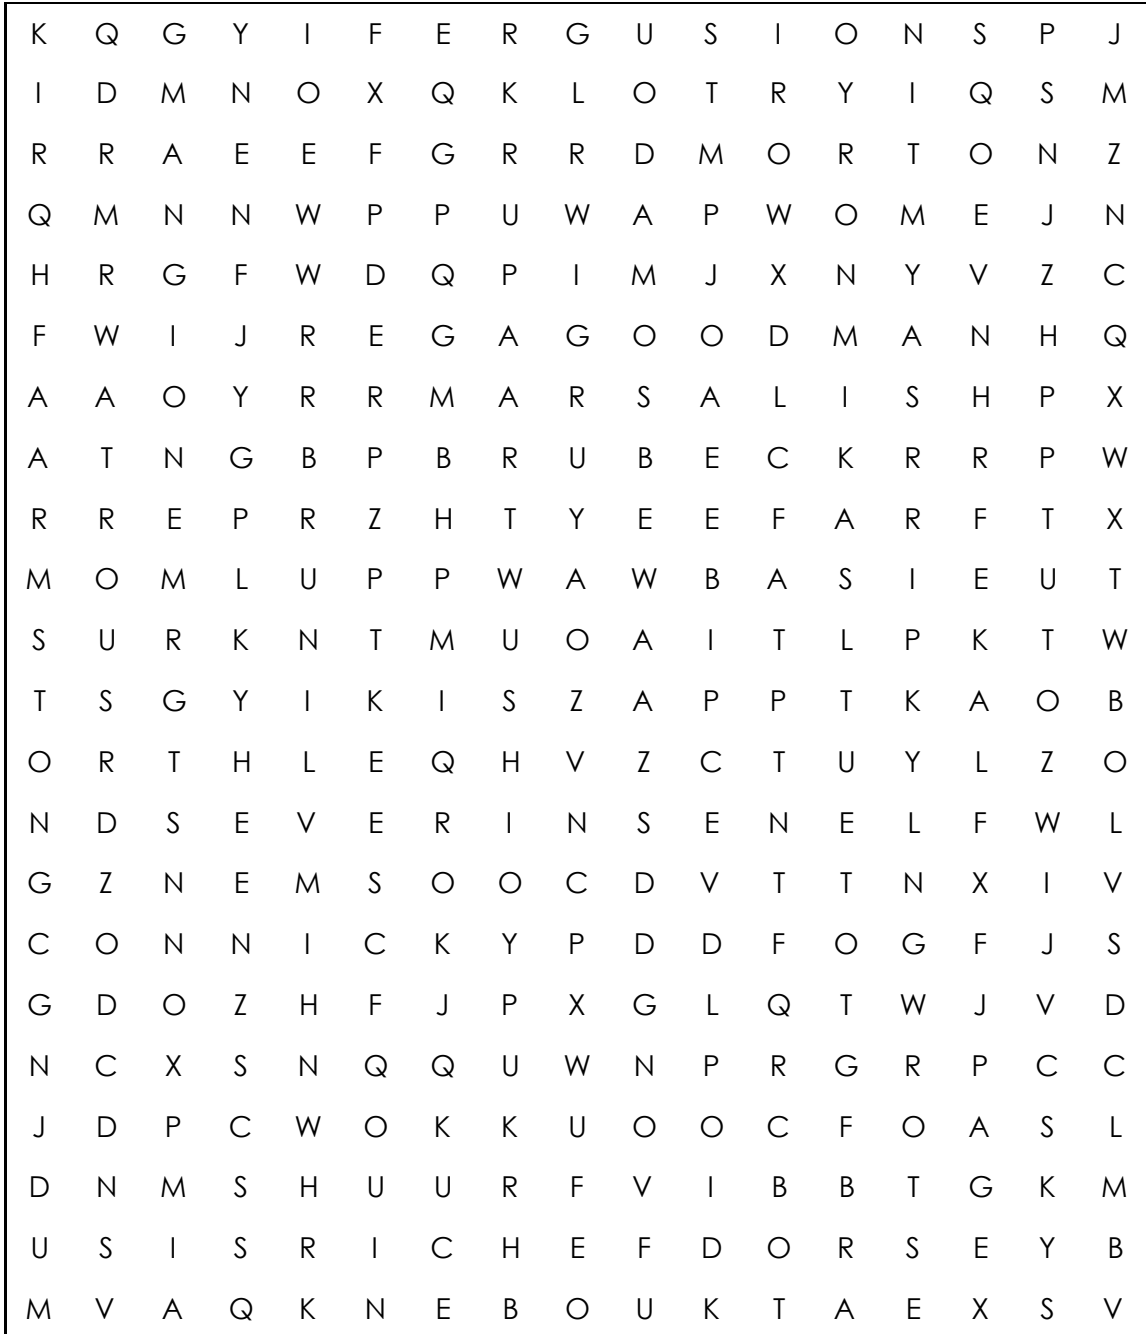 K Q G Y I F E R G U S I O N S P J
I D M N O X Q K L O T R Y I Q S M
R R A E E F G R R D M O R T O N Z
Q M N N W P P U W A P W O M E J N
H R G F W D Q P I M J X N Y V Z C
F W I J R E G A G O O D M A N H Q
A A O Y R R M A R S A L I S H P X
A T N G B P B R U B E C K R R P W
R R E P R Z H T Y E E F A R F T X
M O M L U P P W A W B A S I E U T
S U R K N T M U O A I T L P K T W
T S G Y I K I S Z A P P T K A O B
O R T H L E Q H V Z C T U Y L Z O
N D S E V E R I N S E N E L F W L
G Z N E M S O O C D V T T N X I V
C O N N I C K Y P D D F O G F J S
G D O Z H F J P X G L Q T W J V D
N C X S N Q Q U W N P R G R P C C
J D P C W O K K U O O C F O A S L
D N M S H U U R F V I B B T G K M
U S I S R I C H E F D O R S E Y B
M V A Q K N E B O U K T A E X S V